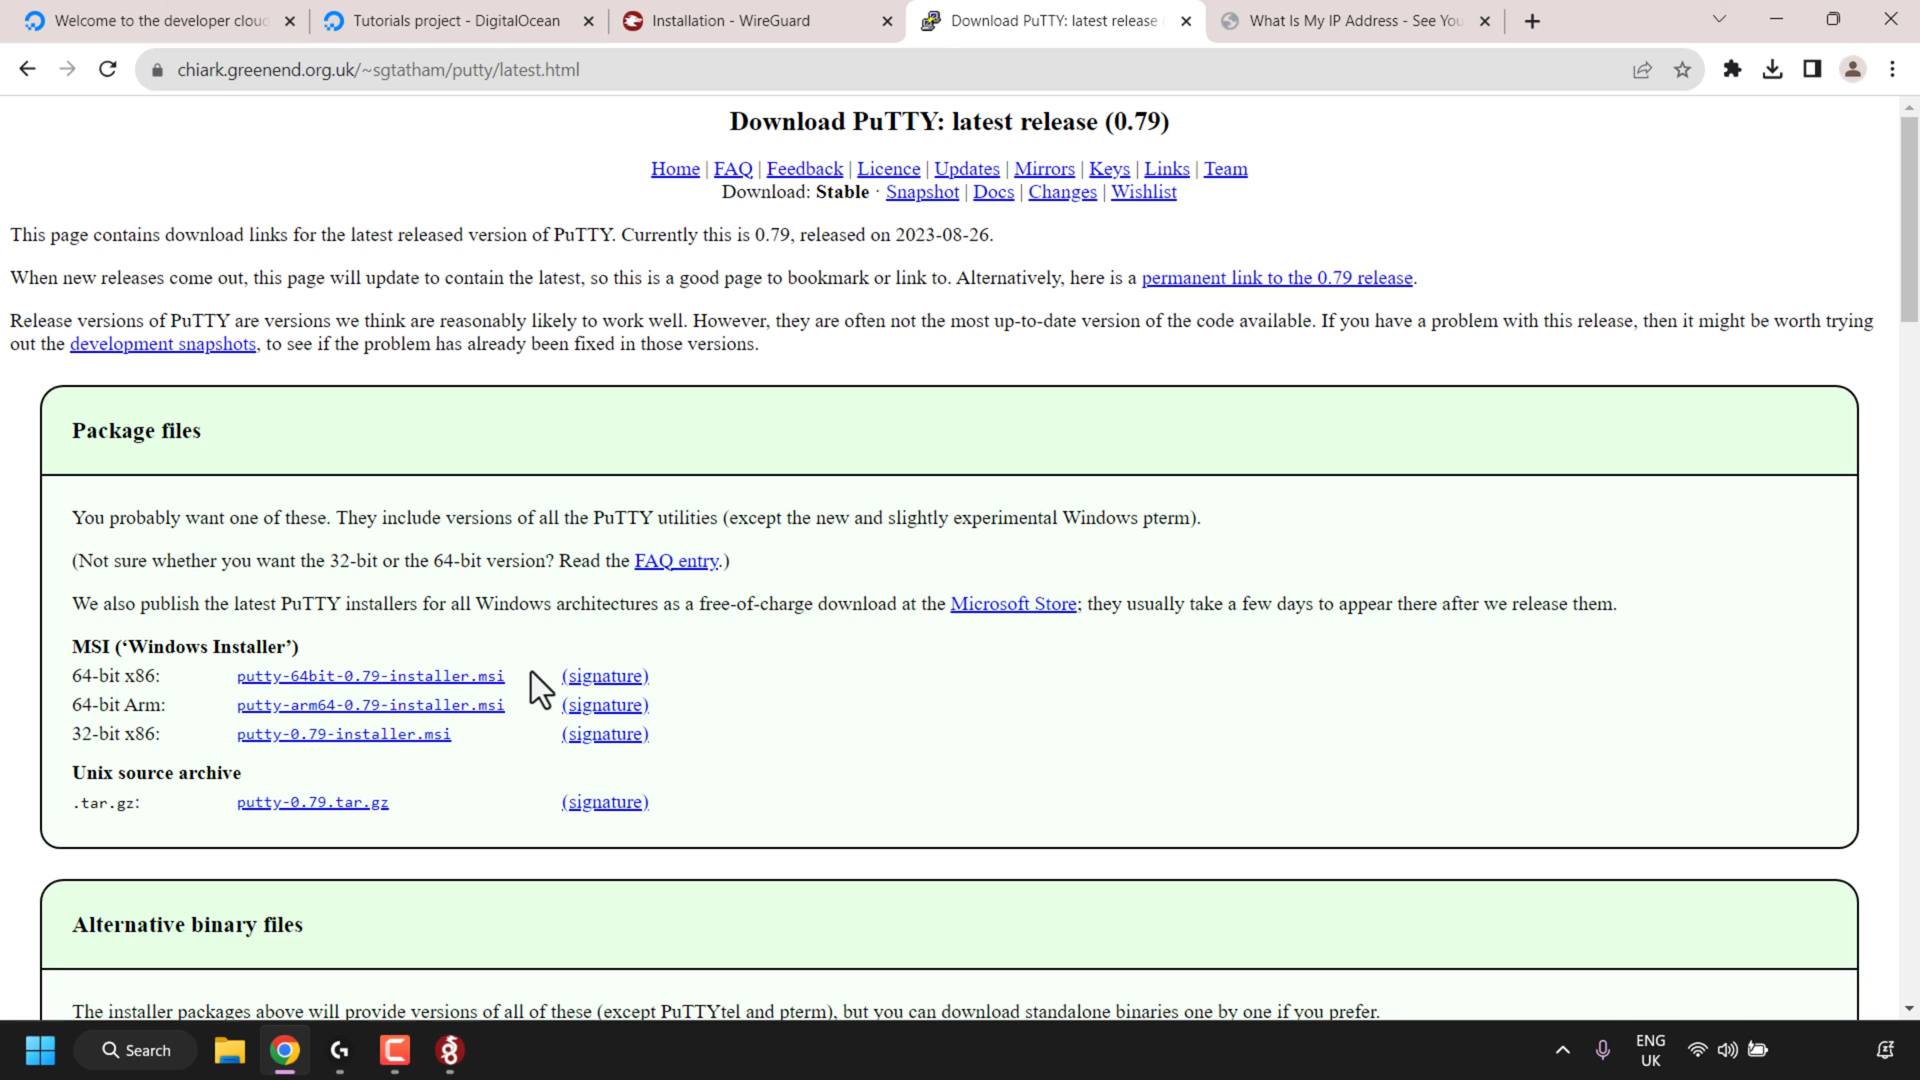 Welcome to the developer cloud
Tutorials project - DigitalOcean
Installation - WireGuard
Download PuTTY: latest release
What Is My IP Address - See You
chiark.greenend.org.uk/~sgtatham/putty/latest.html
Download PuTTY: latest release (0.79)
Home | FAQ | Feedback | Licence | Updates | Mirrors | Keys | Links | Team
Download: Stable · Snapshot | Docs | Changes | Wishlist
This page contains download links for the latest released version of PuTTY. Currently this is 0.79, released on 2023-08-26.
When new releases come out, this page will update to contain the latest, so this is a good page to bookmark or link to. Alternatively, here is a permanent link to the 0.79 release.
Release versions of PuTTY are versions we think are reasonably likely to work well. However, they are often not the most up-to-date version of the code available. If you have a problem with this release, then it might be worth trying
out the development snapshots, to see if the problem has already been fixed in those versions.
Package files
You probably want one of these. They include versions of all the PuTTY utilities (except the new and slightly experimental Windows pterm).
(Not sure whether you want the 32-bit or the 64-bit version? Read the FAQ entry.)
We also publish the latest PuTTY installers for all Windows architectures as a free-of-charge download at the Microsoft Store; they usually take a few days to appear there after we release them.
MSI (‘Windows Installer’)
64-bit x86: putty-64bit-0.79-installer.msi (signature)
64-bit Arm: putty-arm64-0.79-installer.msi (signature)
32-bit x86: putty-0.79-installer.msi (signature)
Unix source archive
.tar.gz: putty-0.79.tar.gz (signature)
Alternative binary files
The installer packages above will provide versions of all of these (except PuTTYtel and pterm), but you can download standalone binaries one by one if you prefer.
Search
ENG
UK